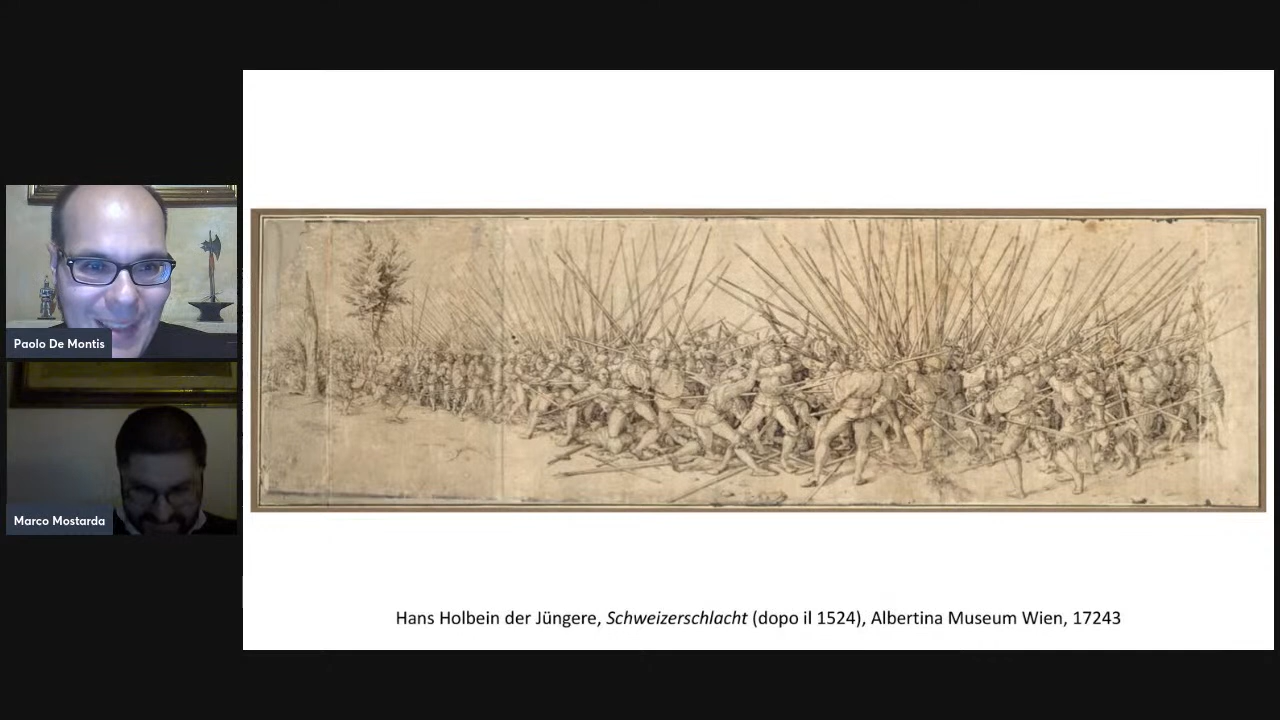 Paolo De Montis
Marco Mostarda
Hans Holbein der Jüngere, Schweizerschlacht (dopo il 1524), Albertina Museum Wien, 17243